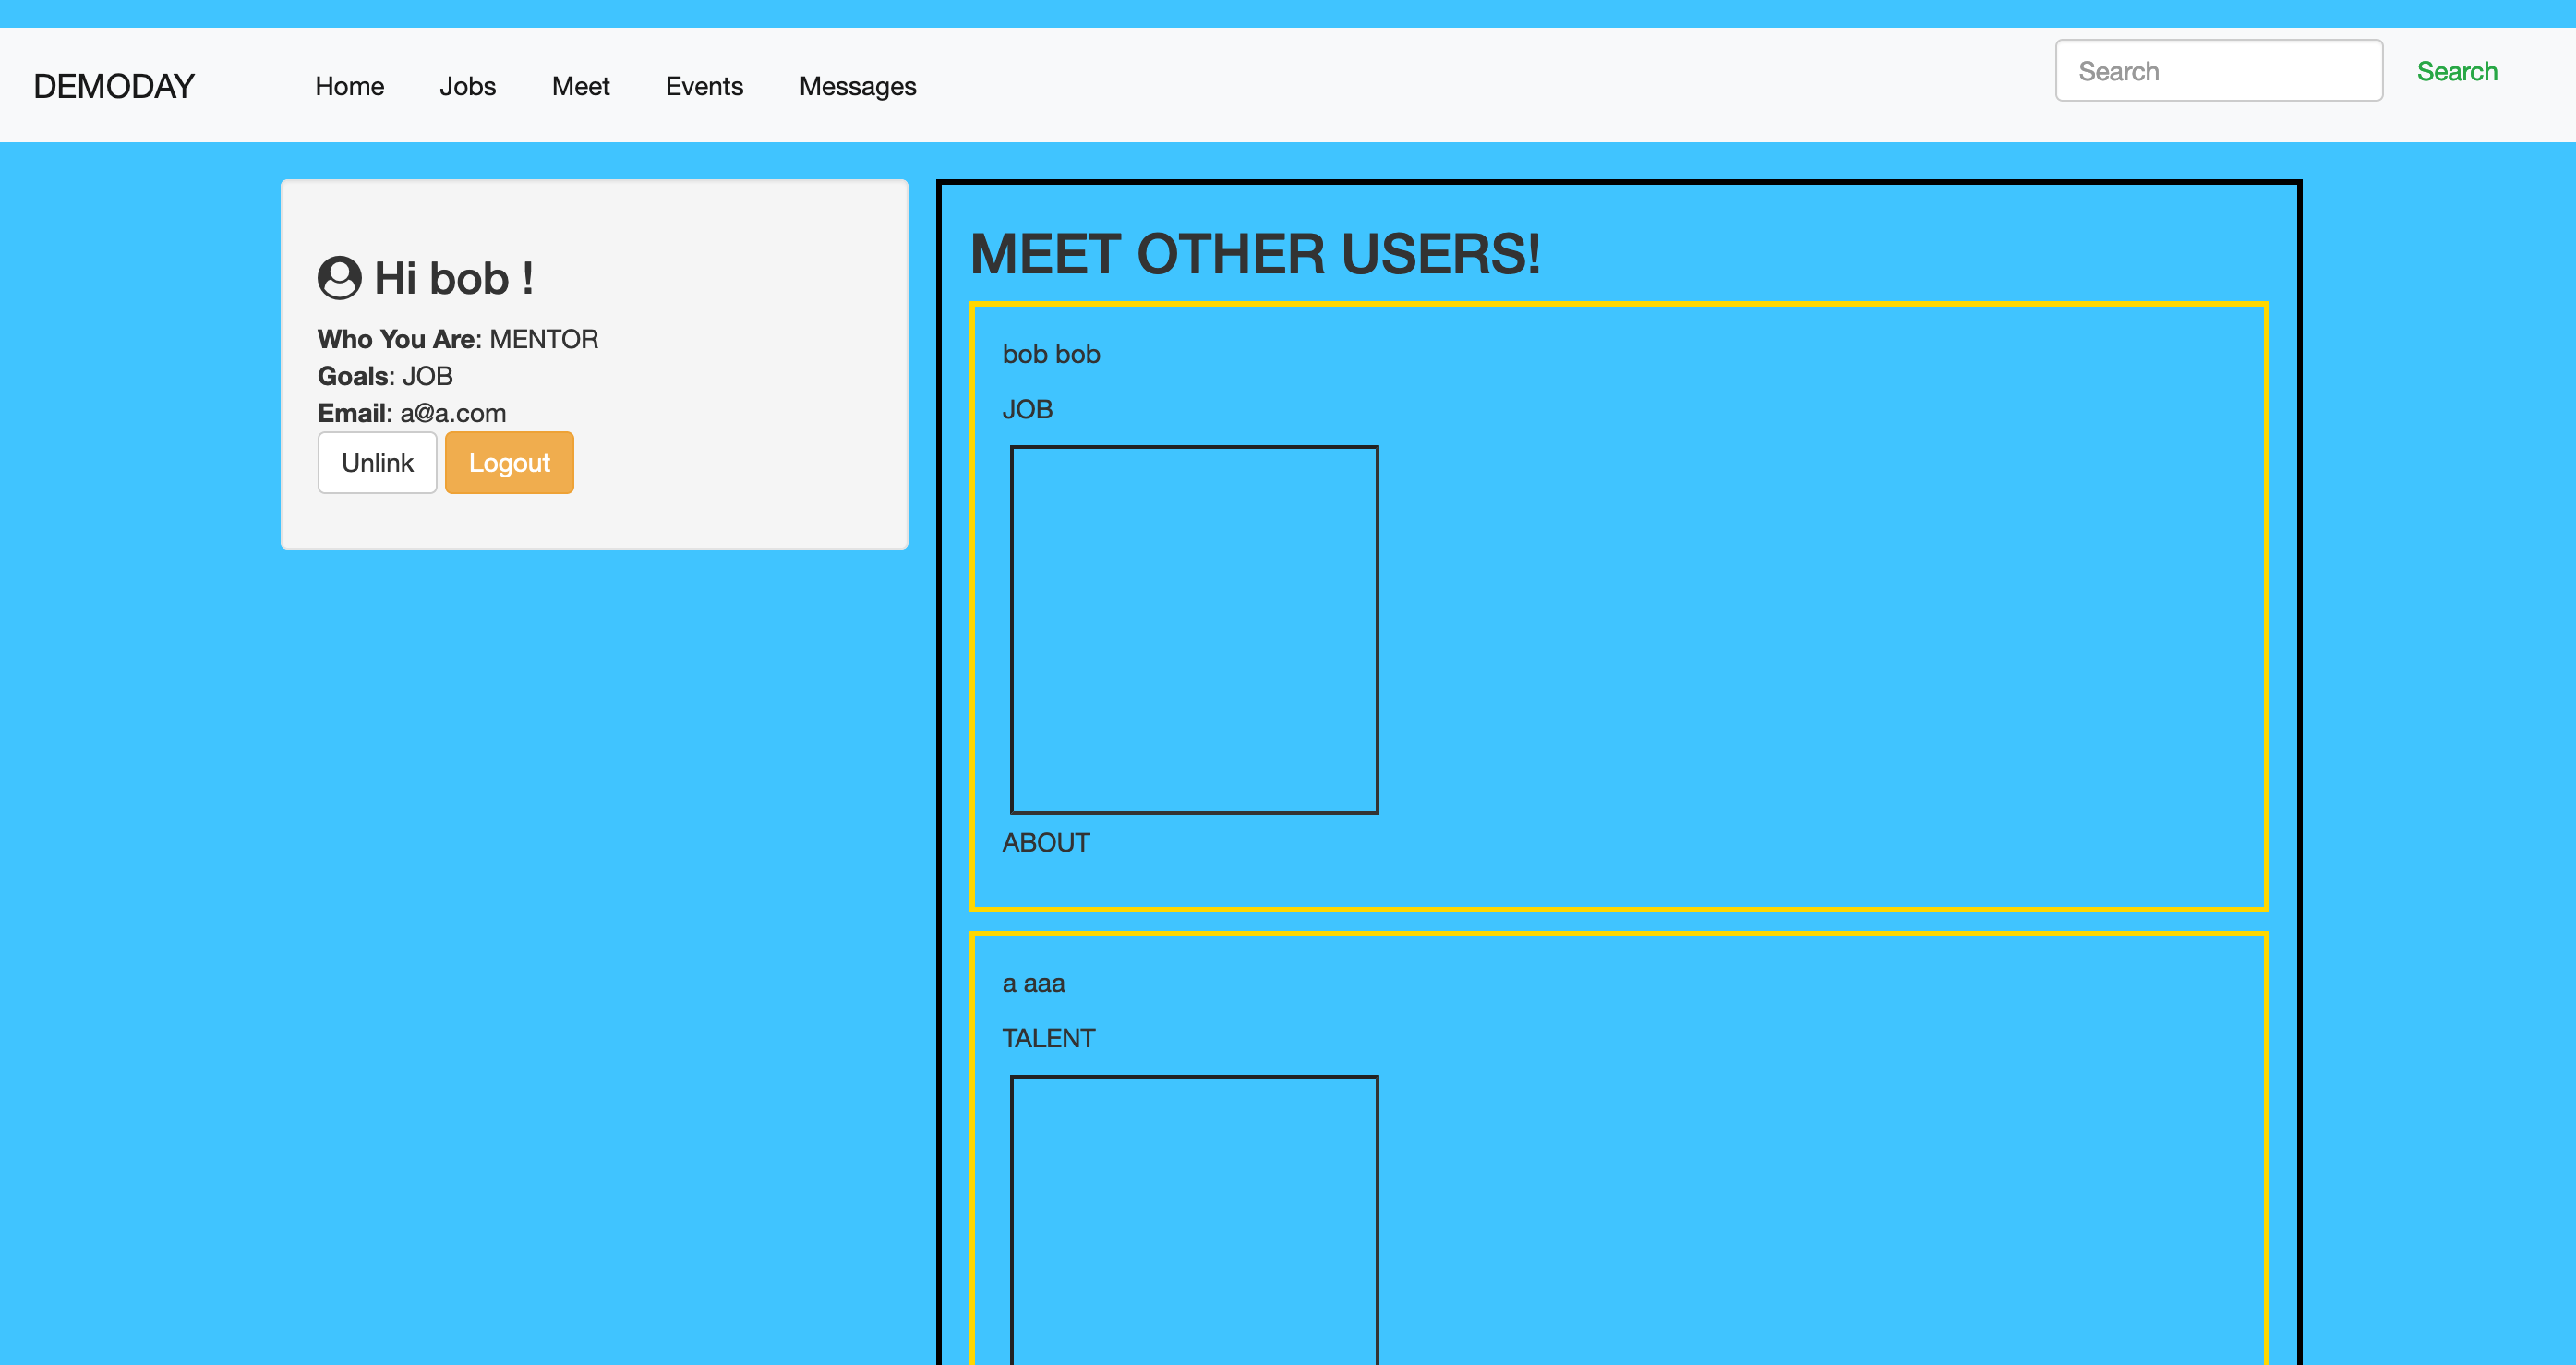 DEMODAY Home Jobs Meet Events Messages Search Search
Hi bob !
Who You Are: MENTOR
Goals: JOB
Email: a@a.com
Unlink Logout
MEET OTHER USERS!
bob bob
JOB
ABOUT
a aaa
TALENT